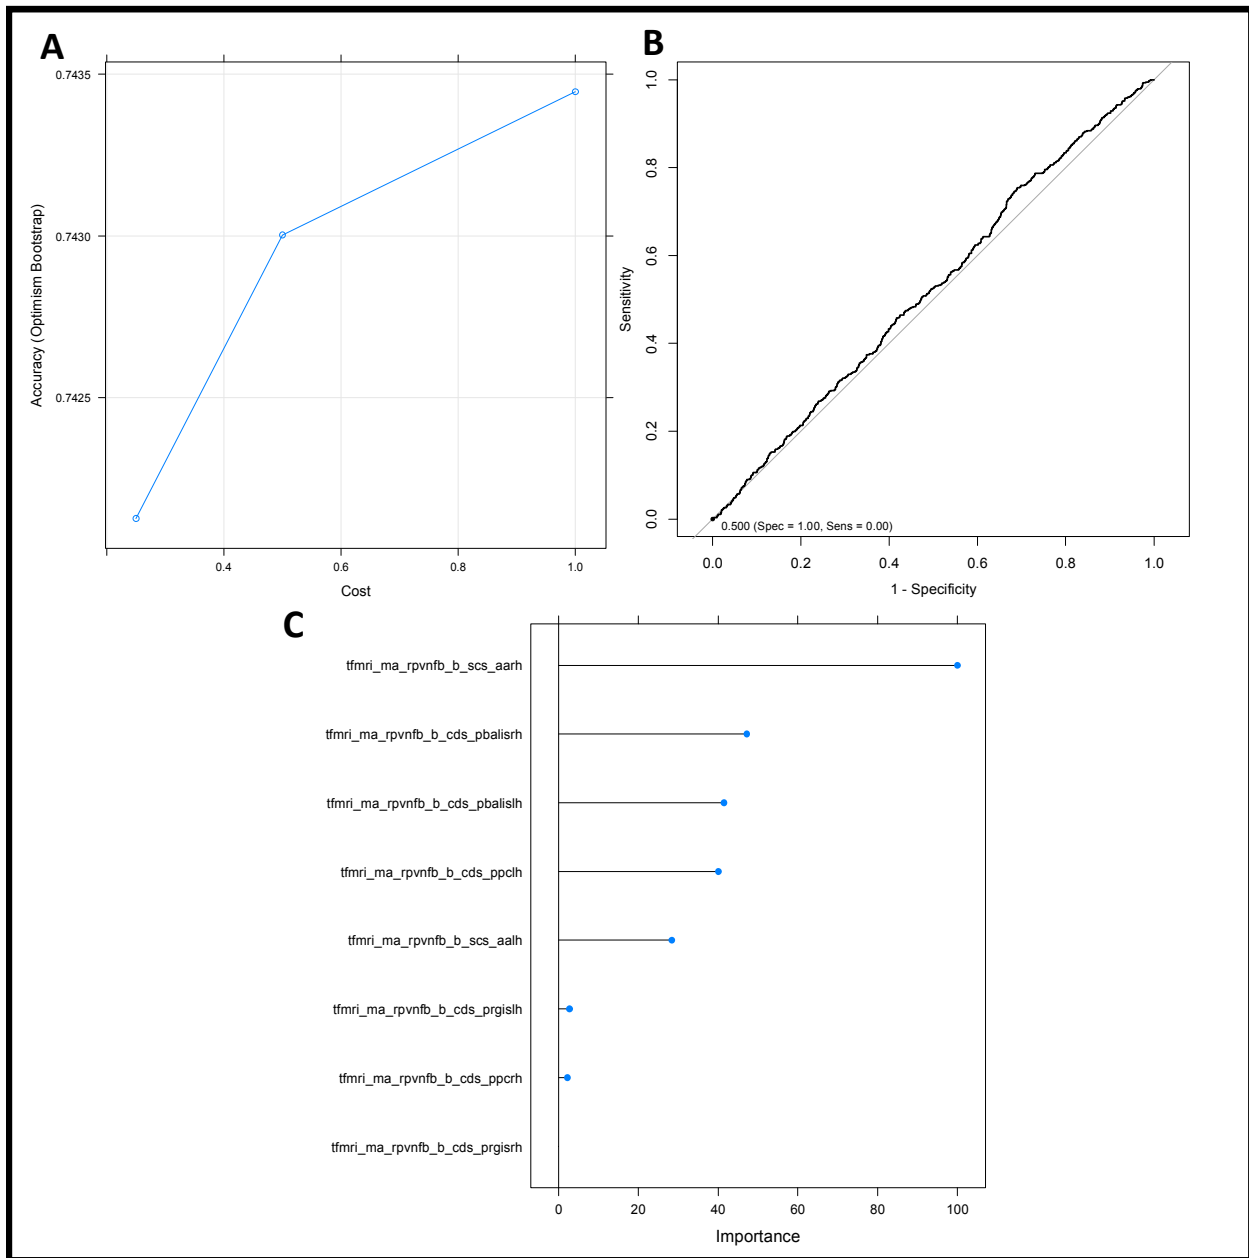 A
0.7435
0.7430
0.7425
Accuracy (Optimism Bootstrap)
0.4
0.6
0.8
1.0
Cost
B
1.0
0.8
0.6
0.4
0.2
0.0
Sensitivity
0.500 (Spec = 1.00, Sens = 0.00)
0.0
0.2
0.4
0.6
0.8
1.0
1 - Specificity
C
tfmri_ma_rpvnfb_b_scs_aarh
tfmri_ma_rpvnfb_b_cds_pbalisrh
tfmri_ma_rpvnfb_b_cds_pbalislh
tfmri_ma_rpvnfb_b_cds_ppclh
tfmri_ma_rpvnfb_b_scs_aalh
tfmri_ma_rpvnfb_b_cds_prgislh
tfmri_ma_rpvnfb_b_cds_ppcrh
tfmri_ma_rpvnfb_b_cds_prgisrh
0
20
40
60
80
100
Importance